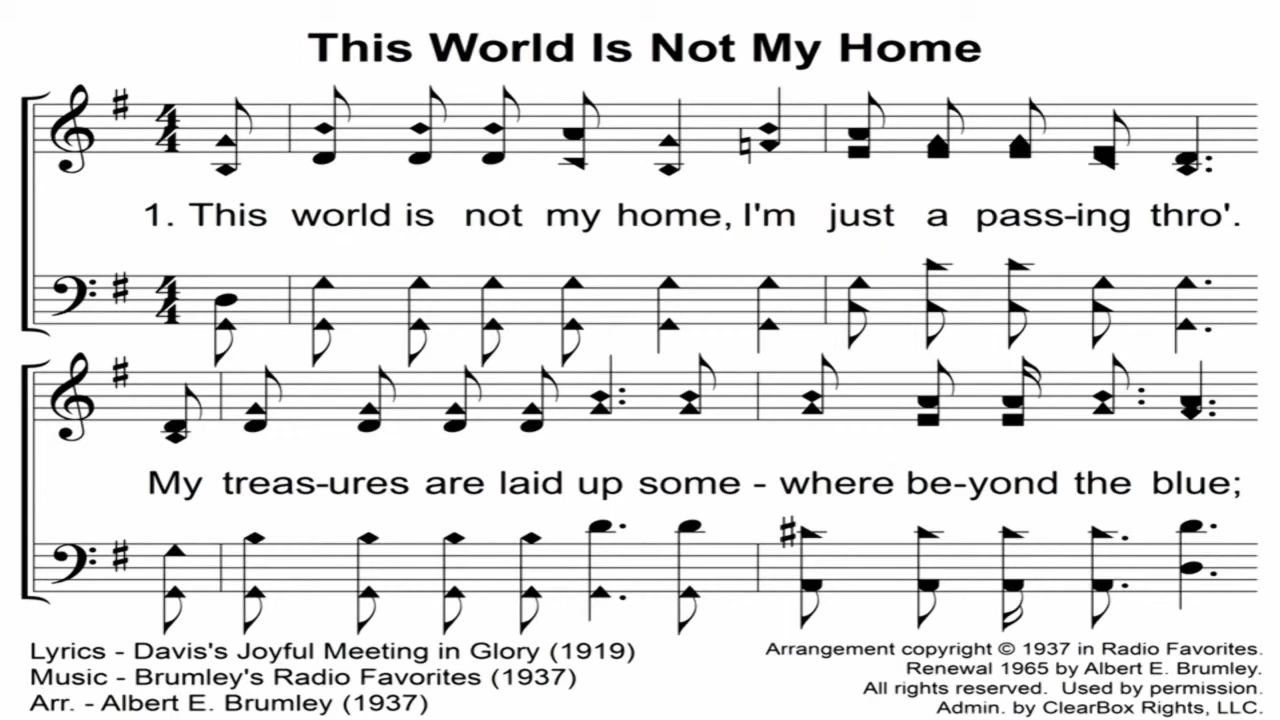 This World Is Not My Home
1. This world is not my home, I'm just a pass-ing thro'.
My treas-ures are laid up some - where be-yond the blue;
Lyrics - Davis's Joyful Meeting in Glory (1919)
Music - Brumley's Radio Favorites (1937)
Arr. - Albert E. Brumley (1937)
Arrangement copyright © 1937 in Radio Favorites.
Renewal 1965 by Albert E. Brumley.
All rights reserved. Used by permission.
Admin. by ClearBox Rights, LLC.